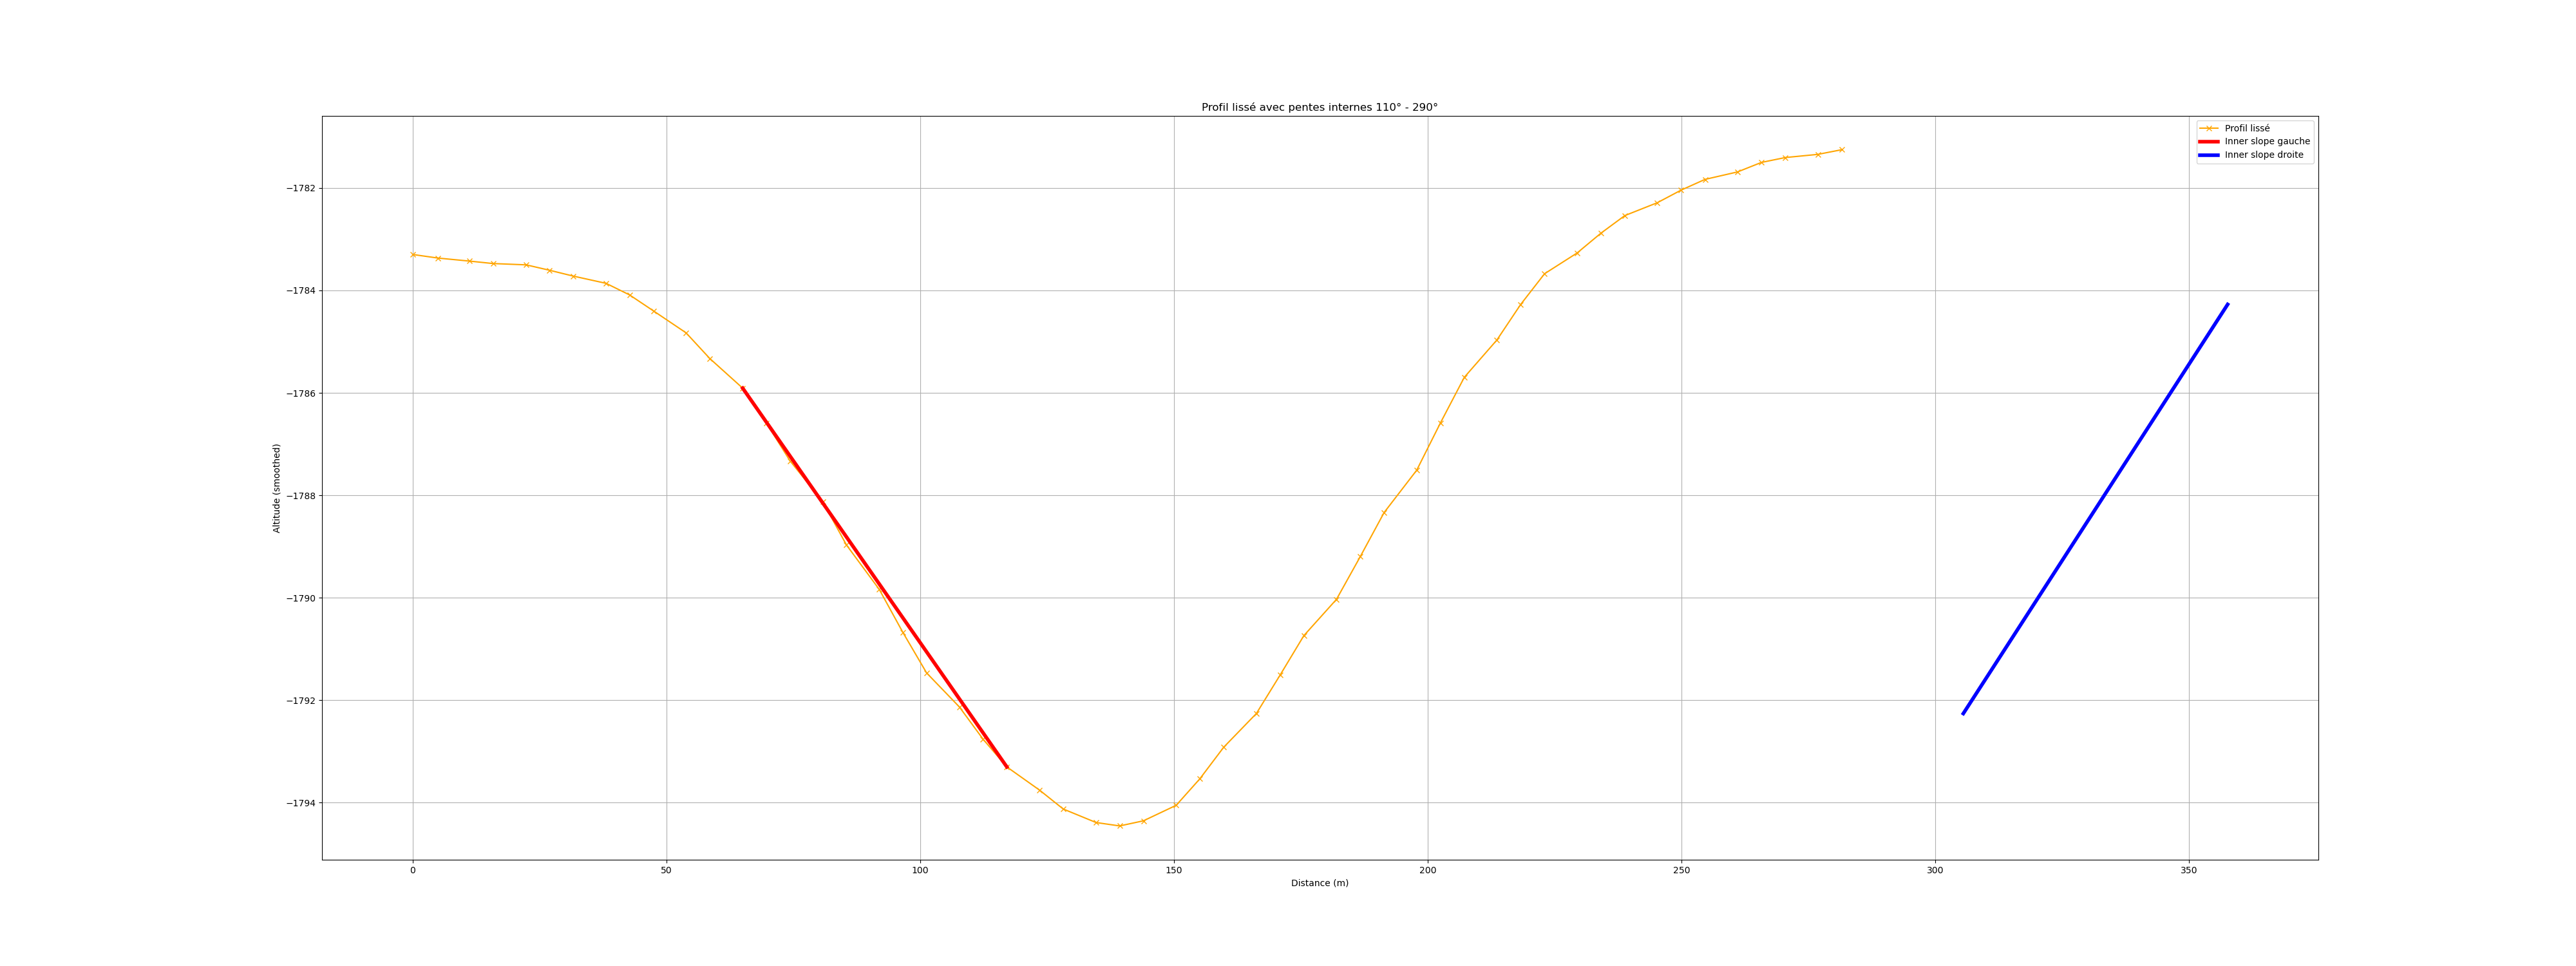 Profil lissé avec pentes internes 110° - 290°
Profil lissé
Inner slope gauche
Inner slope droite
Altitude (smoothed)
−1782
−1784
−1786
−1788
−1790
−1792
−1794
0 50 100 150 200 250 300 350
Distance (m)